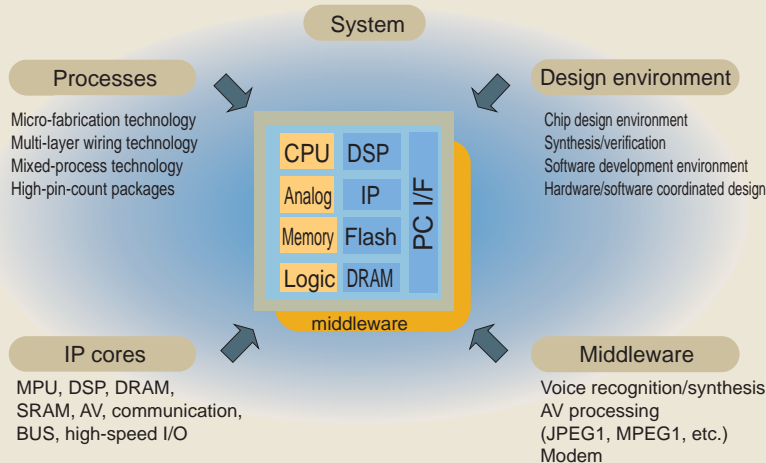 System
Processes
Micro-fabrication technology
Multi-layer wiring technology
Mixed-process technology
High-pin-count packages
Design environment
Chip design environment
Synthesis/verification
Software development environment
Hardware/software coordinated design
CPU DSP
Analog IP
Memory Flash
Logic DRAM
PC I/F
middleware
IP cores
MPU, DSP, DRAM,
SRAM, AV, communication,
BUS, high-speed I/O
Middleware
Voice recognition/synthesis
AV processing
(JPEG1, MPEG1, etc.)
Modem